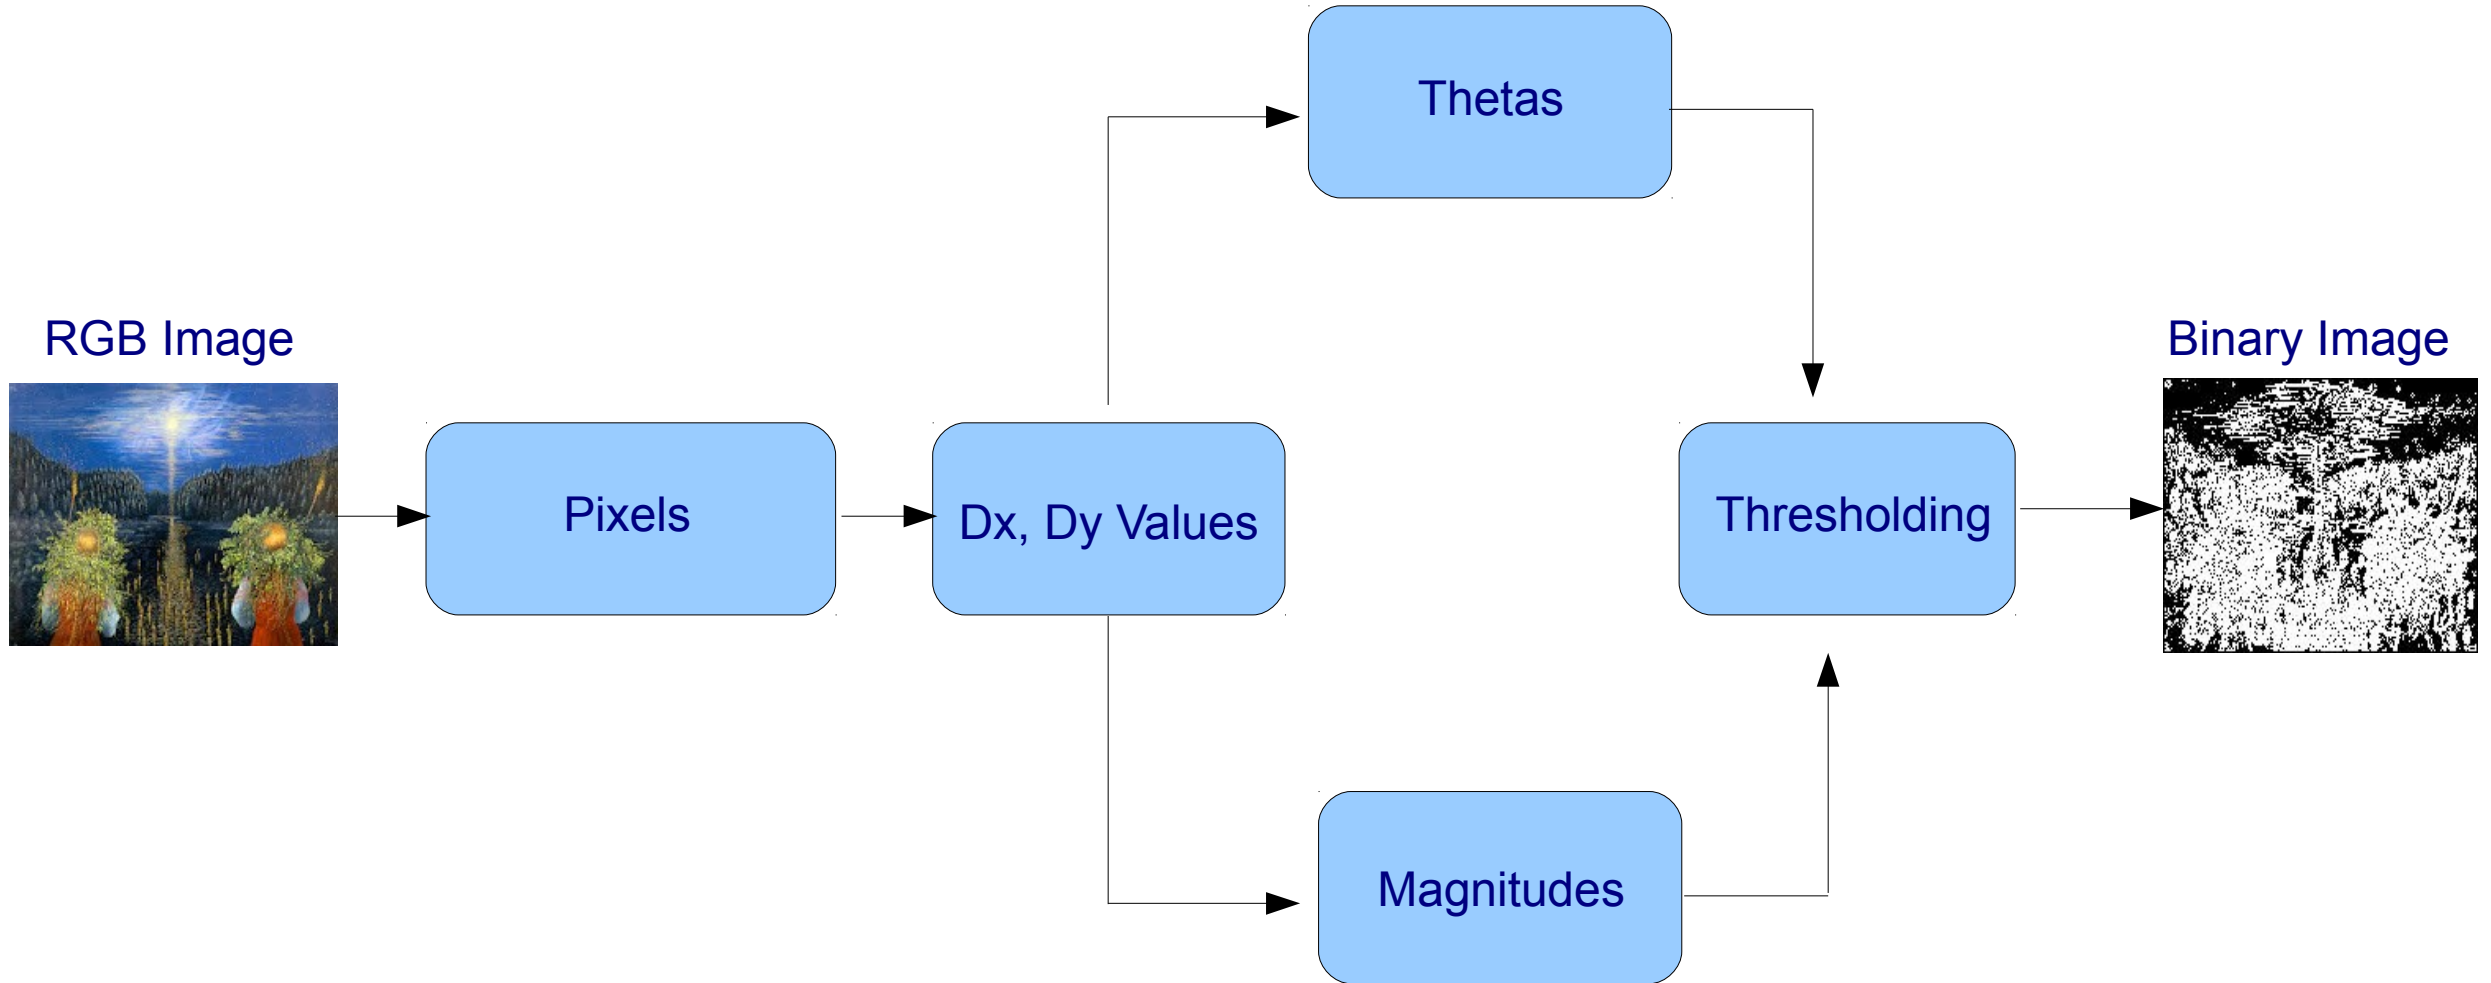 Thetas
RGB Image
Binary Image
Pixels
Dx, Dy Values
Thresholding
Magnitudes